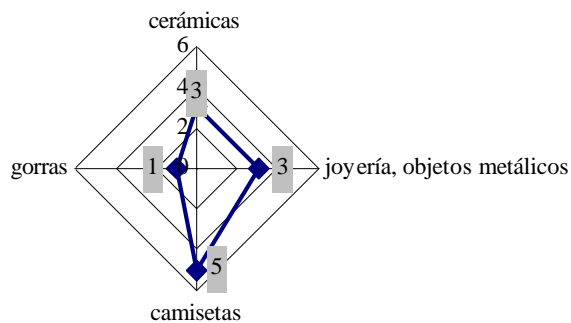 cerámicas
6
4
3
2
gorras
1
0
3
joyería, objetos metálicos
5
camisetas